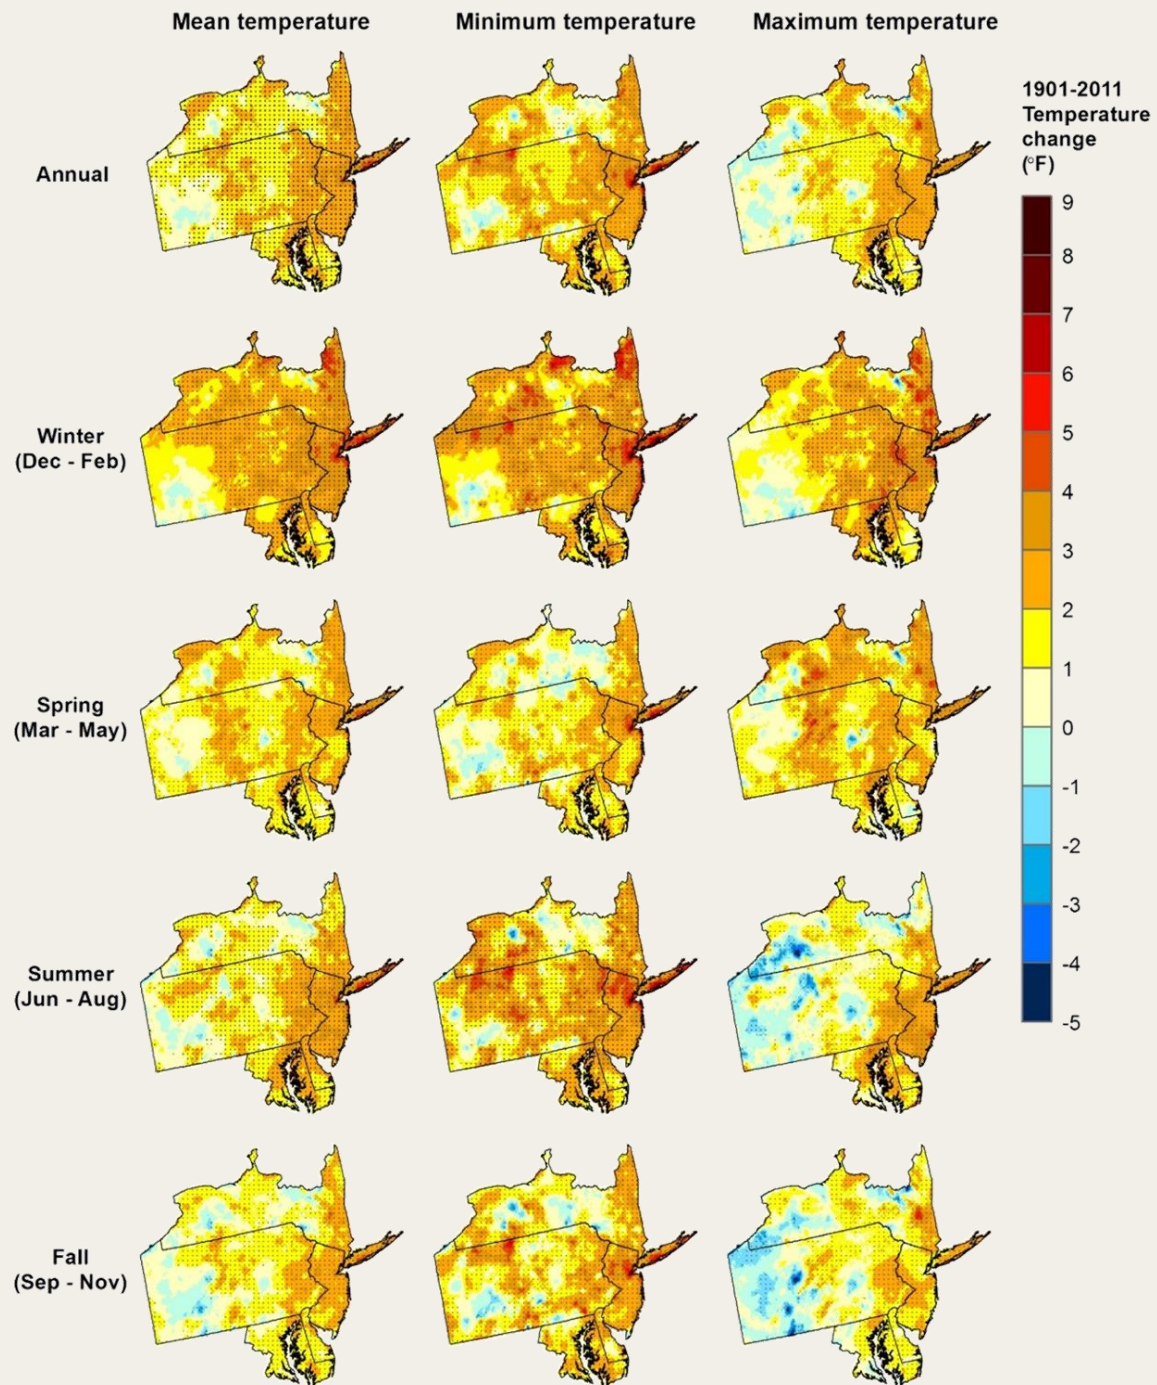 Mean temperature Minimum temperature Maximum temperature
1901-2011
Temperature
change
(°F)
Annual
Winter
(Dec - Feb)
Spring
(Mar - May)
Summer
(Jun - Aug)
Fall
(Sep - Nov)
9
8
7
6
5
4
3
2
1
0
-1
-2
-3
-4
-5